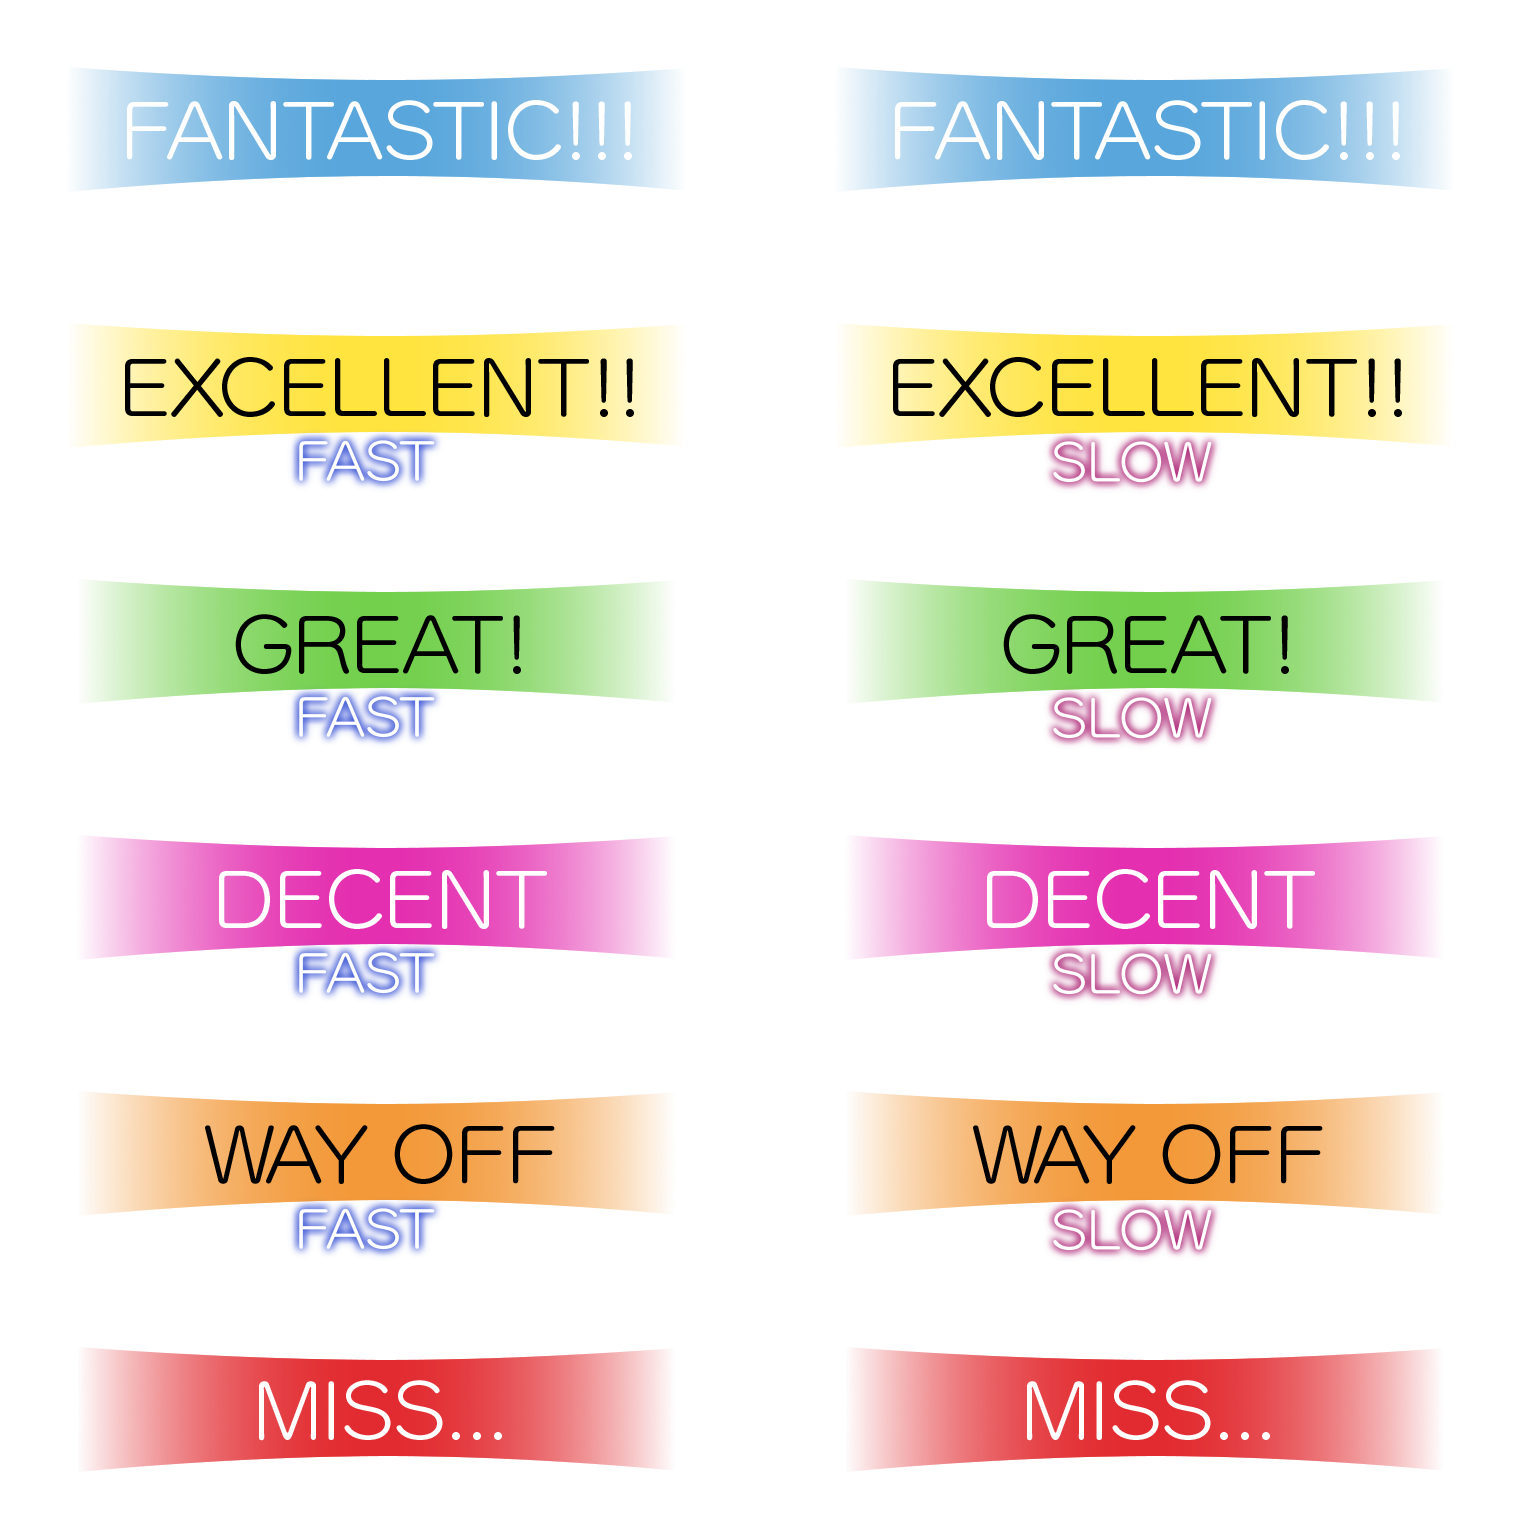 FANTASTIC!!! FANTASTIC!!!
EXCELLENT!! EXCELLENT!!
FAST SLOW
GREAT! GREAT!
FAST SLOW
DECENT DECENT
FAST SLOW
WAY OFF WAY OFF
FAST SLOW
MISS... MISS...